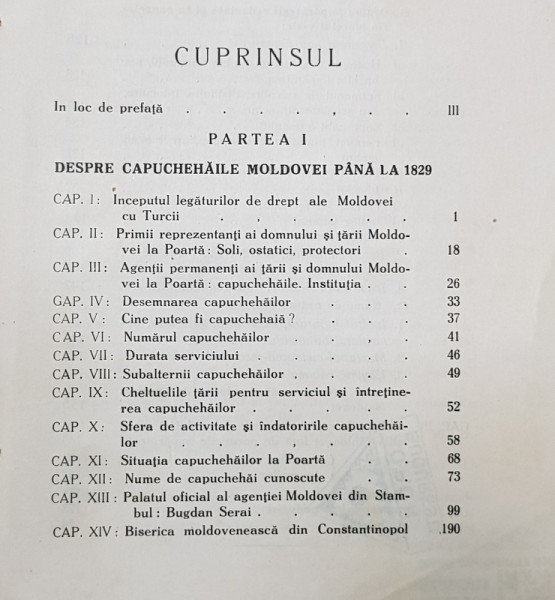 CUPRINSUL
In loc de prefață . . . . , . . III
PARTEA I
DESPRE CAPUCHEHĂILE MOLDOVEI PÂNĂ LA 1829
CAP. I: Inceputul legăturilor de drept ale Moldovei
cu Turcii . . . . . . 1
CAP. II: Primii reprezentanți ai domnului și țării Moldo-
vei la Poartă: Soli, ostatici, protectori . 18
CAP. III: Agenții permanenți ai țării și domnului Moldo-
vei la Poartă: capuchehăile. Instituția . . . 26
GAP. IV: Desemnarea capuchehăilor . . . 33
CAP. V: Cine putea fi capuchehaiă? . . . 37
CAP. VI: Numărul capuchehăilor . . , . 41
CAP. VII: Durata serviciului . . . . . 46
CAP. VIII: Subalternii capuchehăilor , . . . 49
CAP. IX: Cheltuelile țării pentru serviciul și întreține-
rea capuchehăilor . . . . . 52
CAP. X: Sfera de activitate și îndatoririle capuchehăi-
lor . . . , . . . 58
CAP. XI: Situația capuchehăilor la Poartă . . 68
CAP. XII: Nume de capuchehăi cunoscute . . 73
CAP. XIII: Palatul oficial al agenției Moldovei din Stam-
bul: Bugdan Serai . . . . . 99
CAP. XIV: Biserica moldovenească din Constantinopol .190